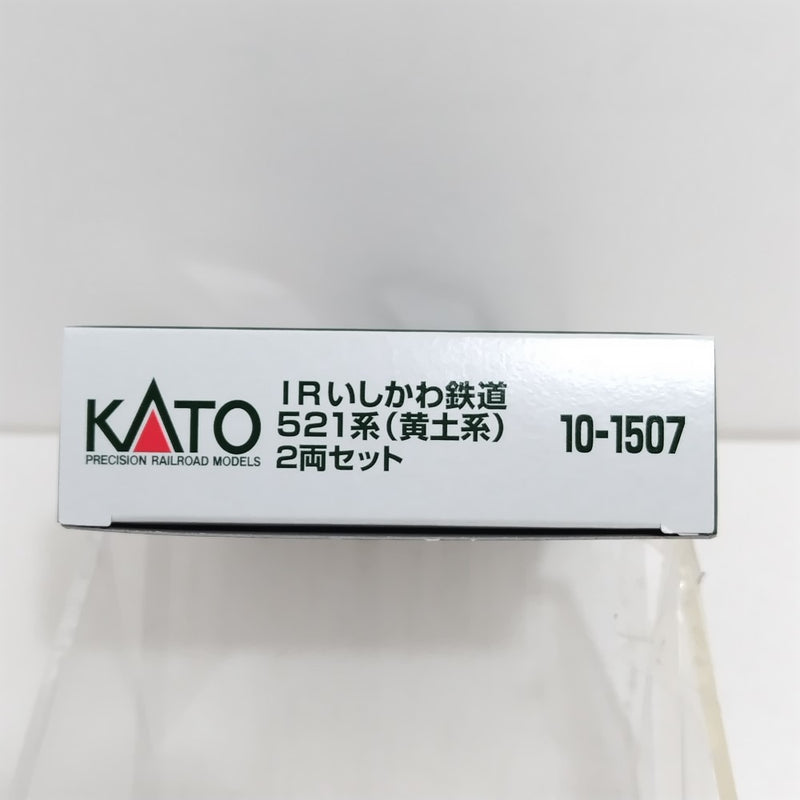 KATO
PRECISION RAILROAD MODELS
IRいしかわ鉄道
521系(黄土系)
2両セット
10-1507